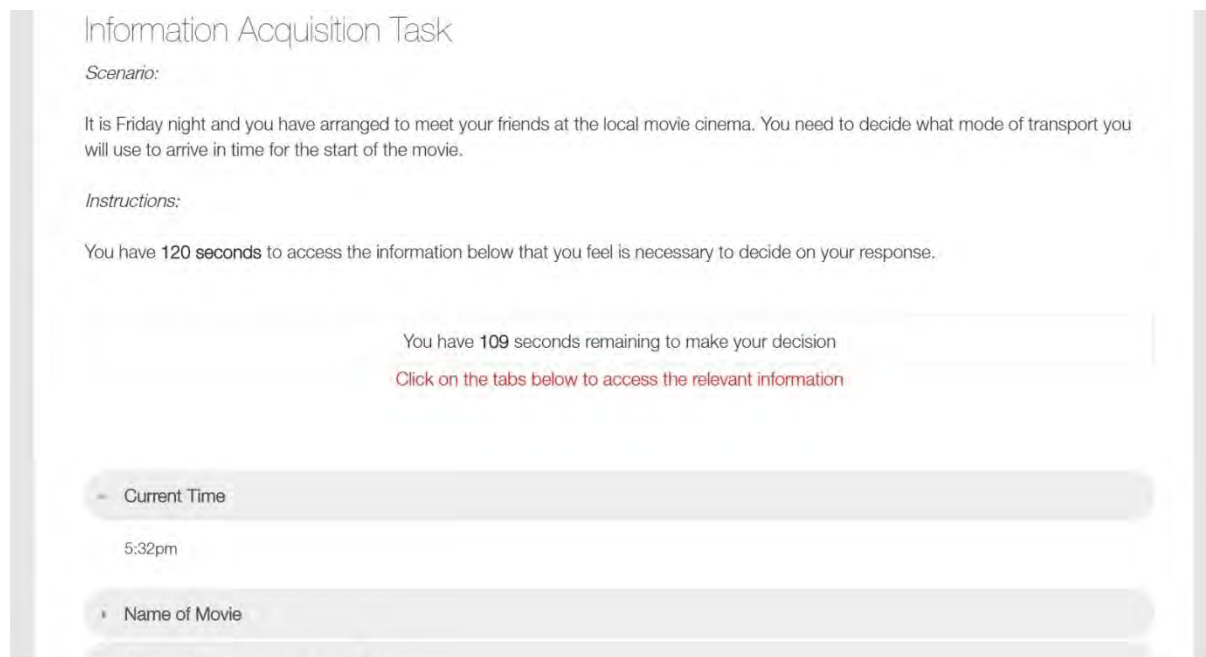 Information Acquisition Task
Scenario:
It is Friday night and you have arranged to meet your friends at the local movie cinema. You need to decide what mode of transport you
will use to arrive in time for the start of the movie.
Instructions:
You have 120 seconds to access the information below that you feel is necessary to decide on your response.
You have 109 seconds remaining to make your decision
Click on the tabs below to access the relevant information
Current Time
5:32pm
Name of Movie